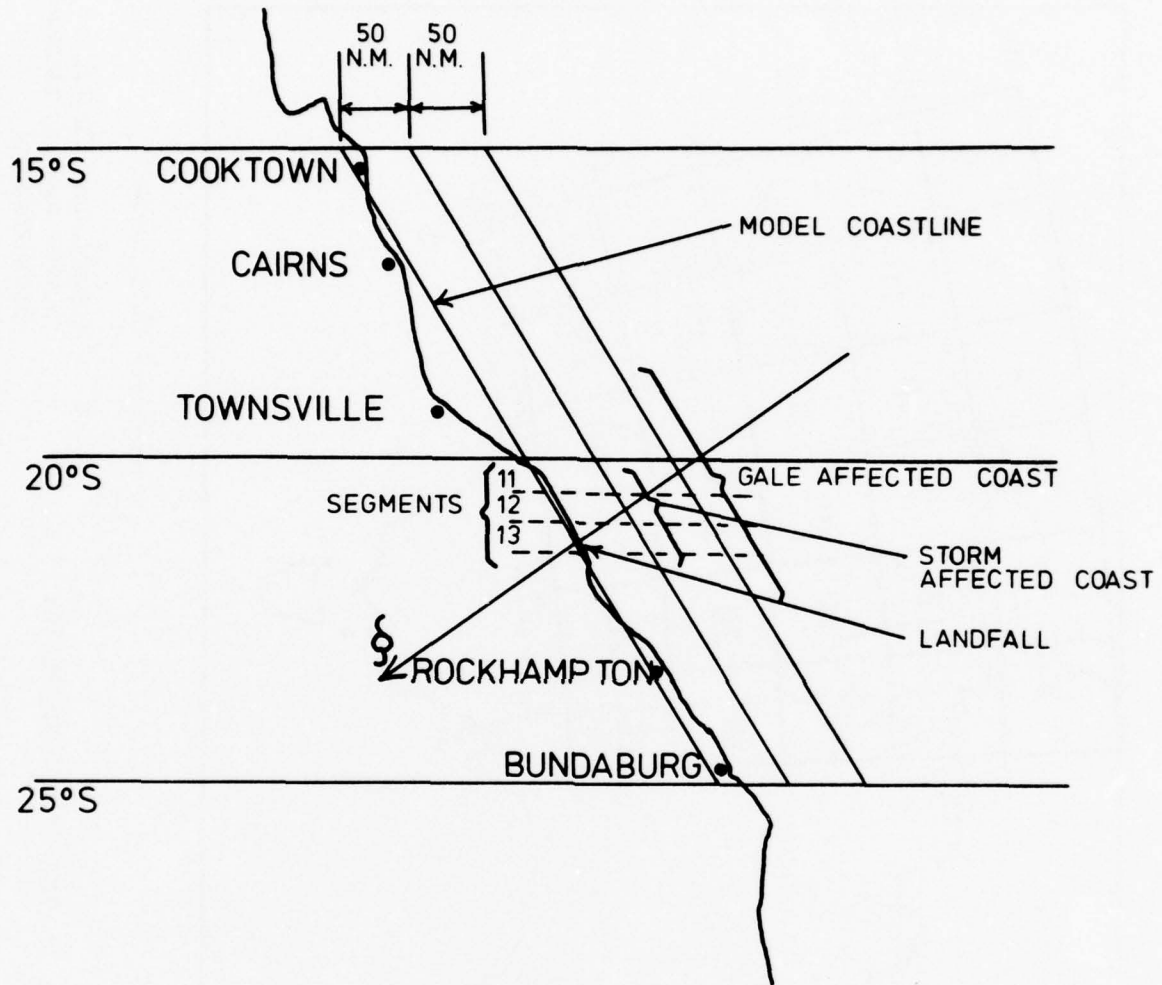 50 50
N.M. N.M.
15°S
COOKTOWN
MODEL COASTLINE
CAIRNS
TOWNSVILLE
20°S
GALE AFFECTED COAST
SEGMENTS
11
12
13
STORM
AFFECTED COAST
LANDFALL
ROCKHAMPTON
BUNDABURG
25°S